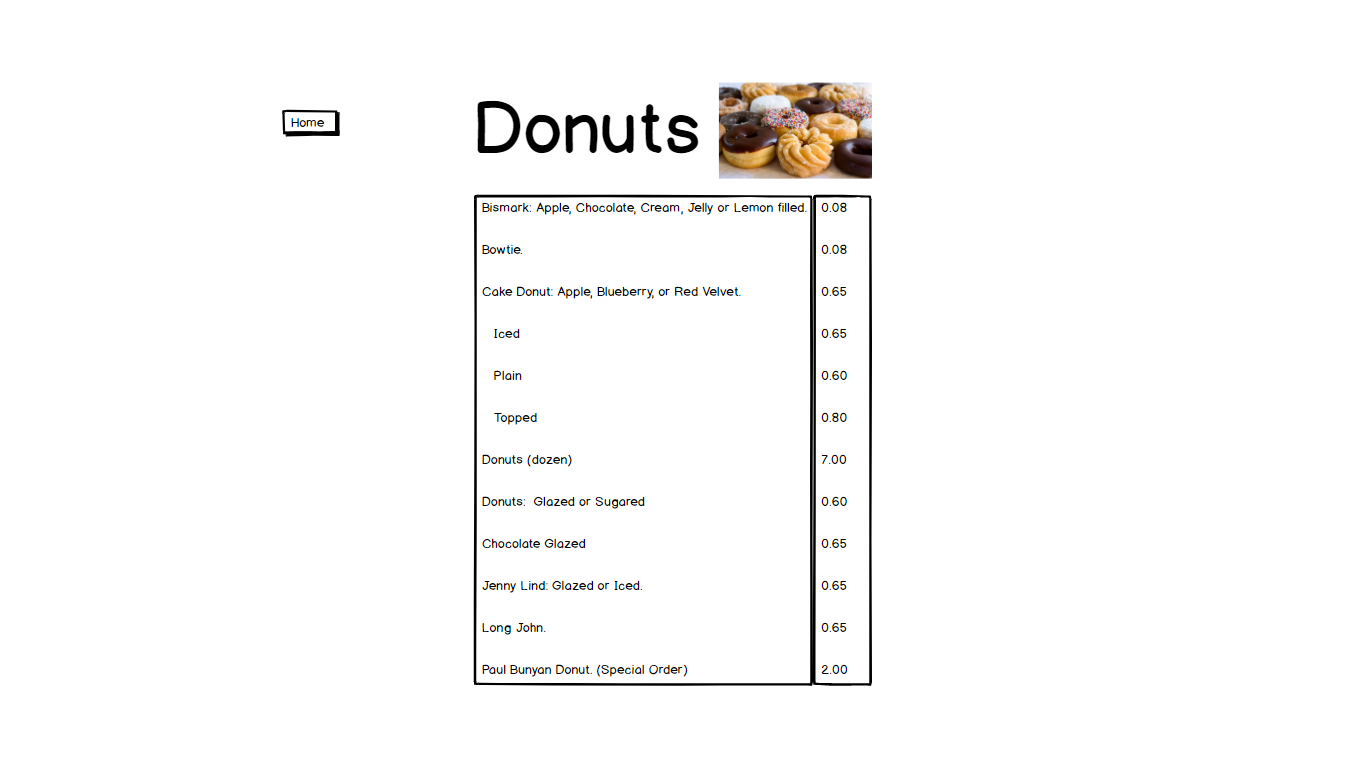 Home
Donuts
Bismark: Apple, Chocolate, Cream, Jelly or Lemon filled. 0.08
Bowtie. 0.08
Cake Donut: Apple, Blueberry, or Red Velvet. 0.65
Iced 0.65
Plain 0.60
Topped 0.80
Donuts (dozen) 7.00
Donuts:  Glazed or Sugared 0.60
Chocolate Glazed 0.65
Jenny Lind: Glazed or Iced. 0.65
Long John. 0.65
Paul Bunyan Donut. (Special Order) 2.00